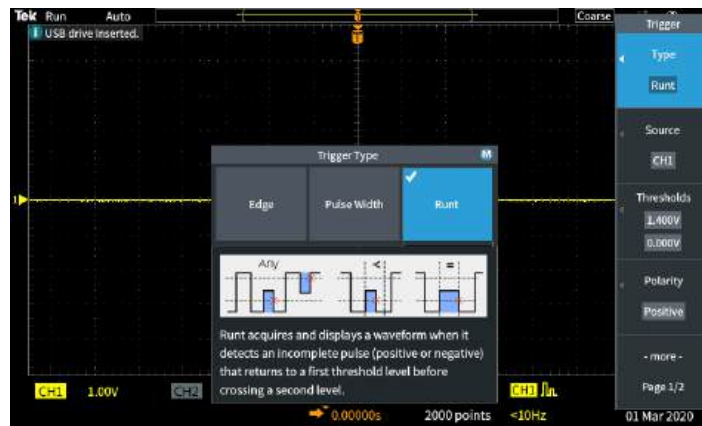 Tek Run Auto Coarse
USB drive inserted.
Trigger
Type
Runt
Source
CH1
Thresholds
1.400V
0.000V
Polarity
Positive
- more -
Page 1/2
Trigger Type M
Edge Pulse Width Runt
Any < =
Runt acquires and displays a waveform when it
detects an incomplete pulse (positive or negative)
that returns to a first threshold level before
crossing a second level.
1
CH1 1.00V CH2 CH1
0.00000s 2000 points <10Hz 01 Mar 2020